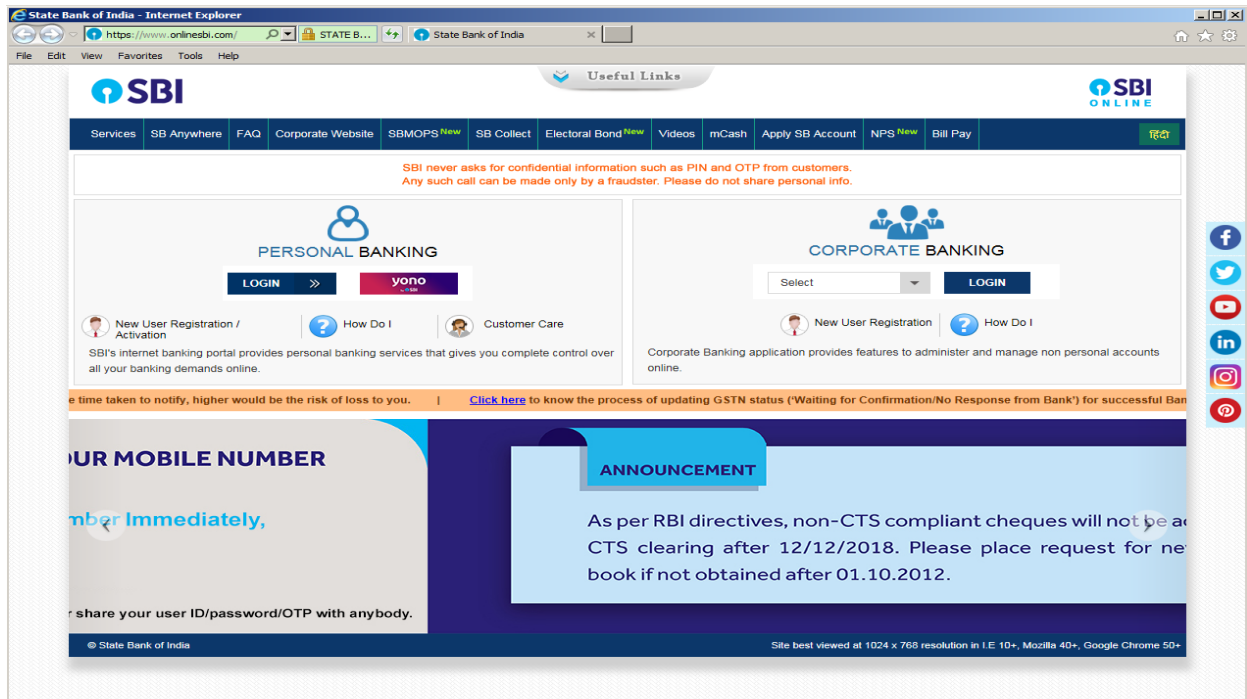 State Bank of India - Internet Explorer
https://www.onlinesbi.com/ STATE B... State Bank of India
File Edit View Favorites Tools Help
Useful Links
SBI
SBI
ONLINE
Services SB Anywhere FAQ Corporate Website SBMOPS New SB Collect Electoral Bond New Videos mCash Apply SB Account NPS New Bill Pay हिंदी
SBI never asks for confidential information such as PIN and OTP from customers.
Any such call can be made only by a fraudster. Please do not share personal info.
PERSONAL BANKING
LOGIN » yono
by SBI
New User Registration / Activation
How Do I
Customer Care
SBI's internet banking portal provides personal banking services that gives you complete control over
all your banking demands online.
CORPORATE BANKING
Select LOGIN
New User Registration How Do I
Corporate Banking application provides features to administer and manage non personal accounts
online.
e time taken to notify, higher would be the risk of loss to you. | Click here to know the process of updating GSTN status ('Waiting for Confirmation/No Response from Bank') for successful Ban
OUR MOBILE NUMBER
mber Immediately,
r share your user ID/password/OTP with anybody.
ANNOUNCEMENT
As per RBI directives, non-CTS compliant cheques will not be a
CTS clearing after 12/12/2018. Please place request for ne
book if not obtained after 01.10.2012.
© State Bank of India
Site best viewed at 1024 x 768 resolution in I.E 10+, Mozilla 40+, Google Chrome 50+